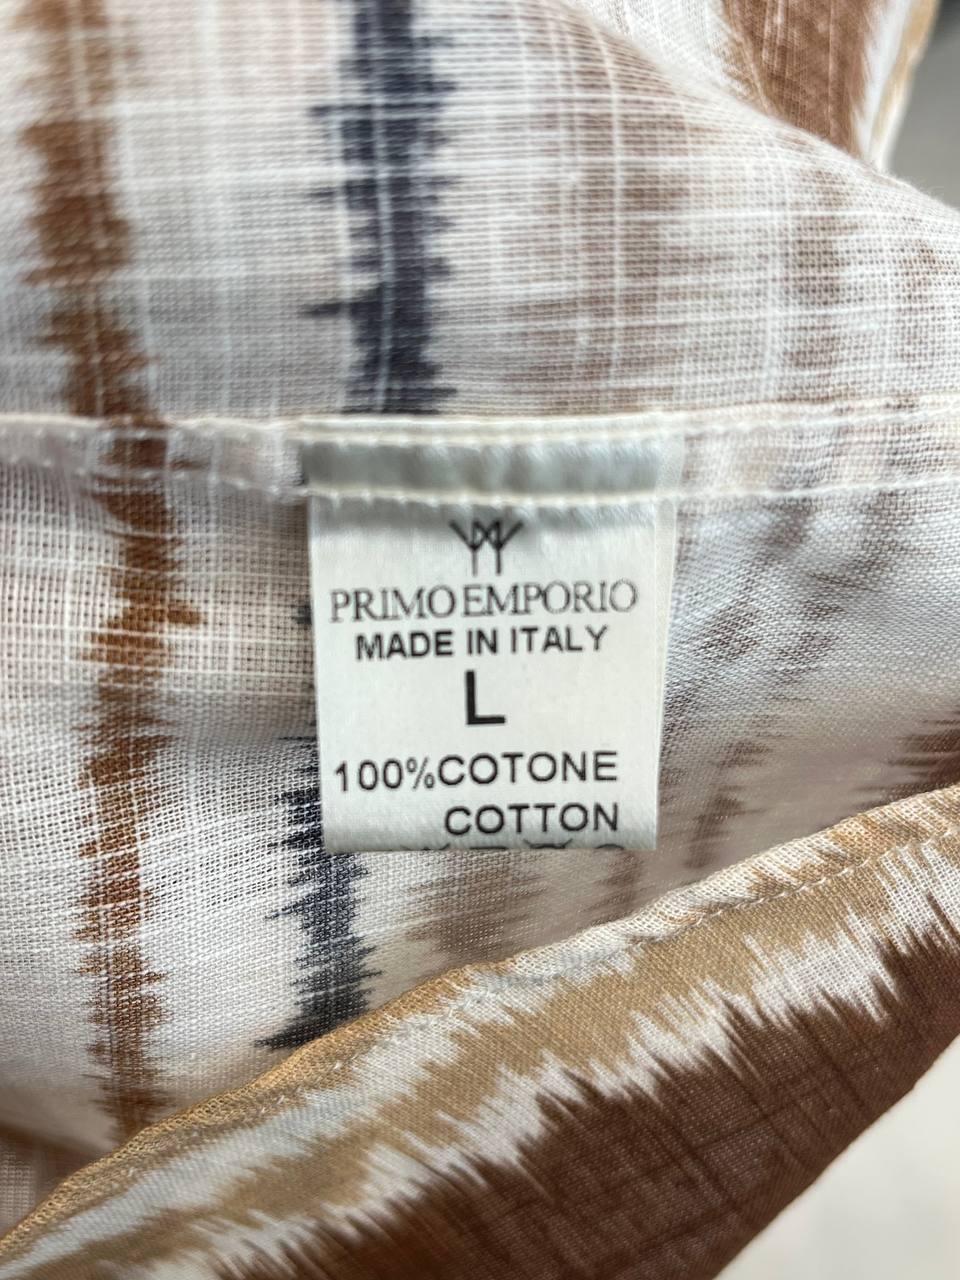 PRIMO EMPORIO
MADE IN ITALY
L
100%COTONE
COTTON